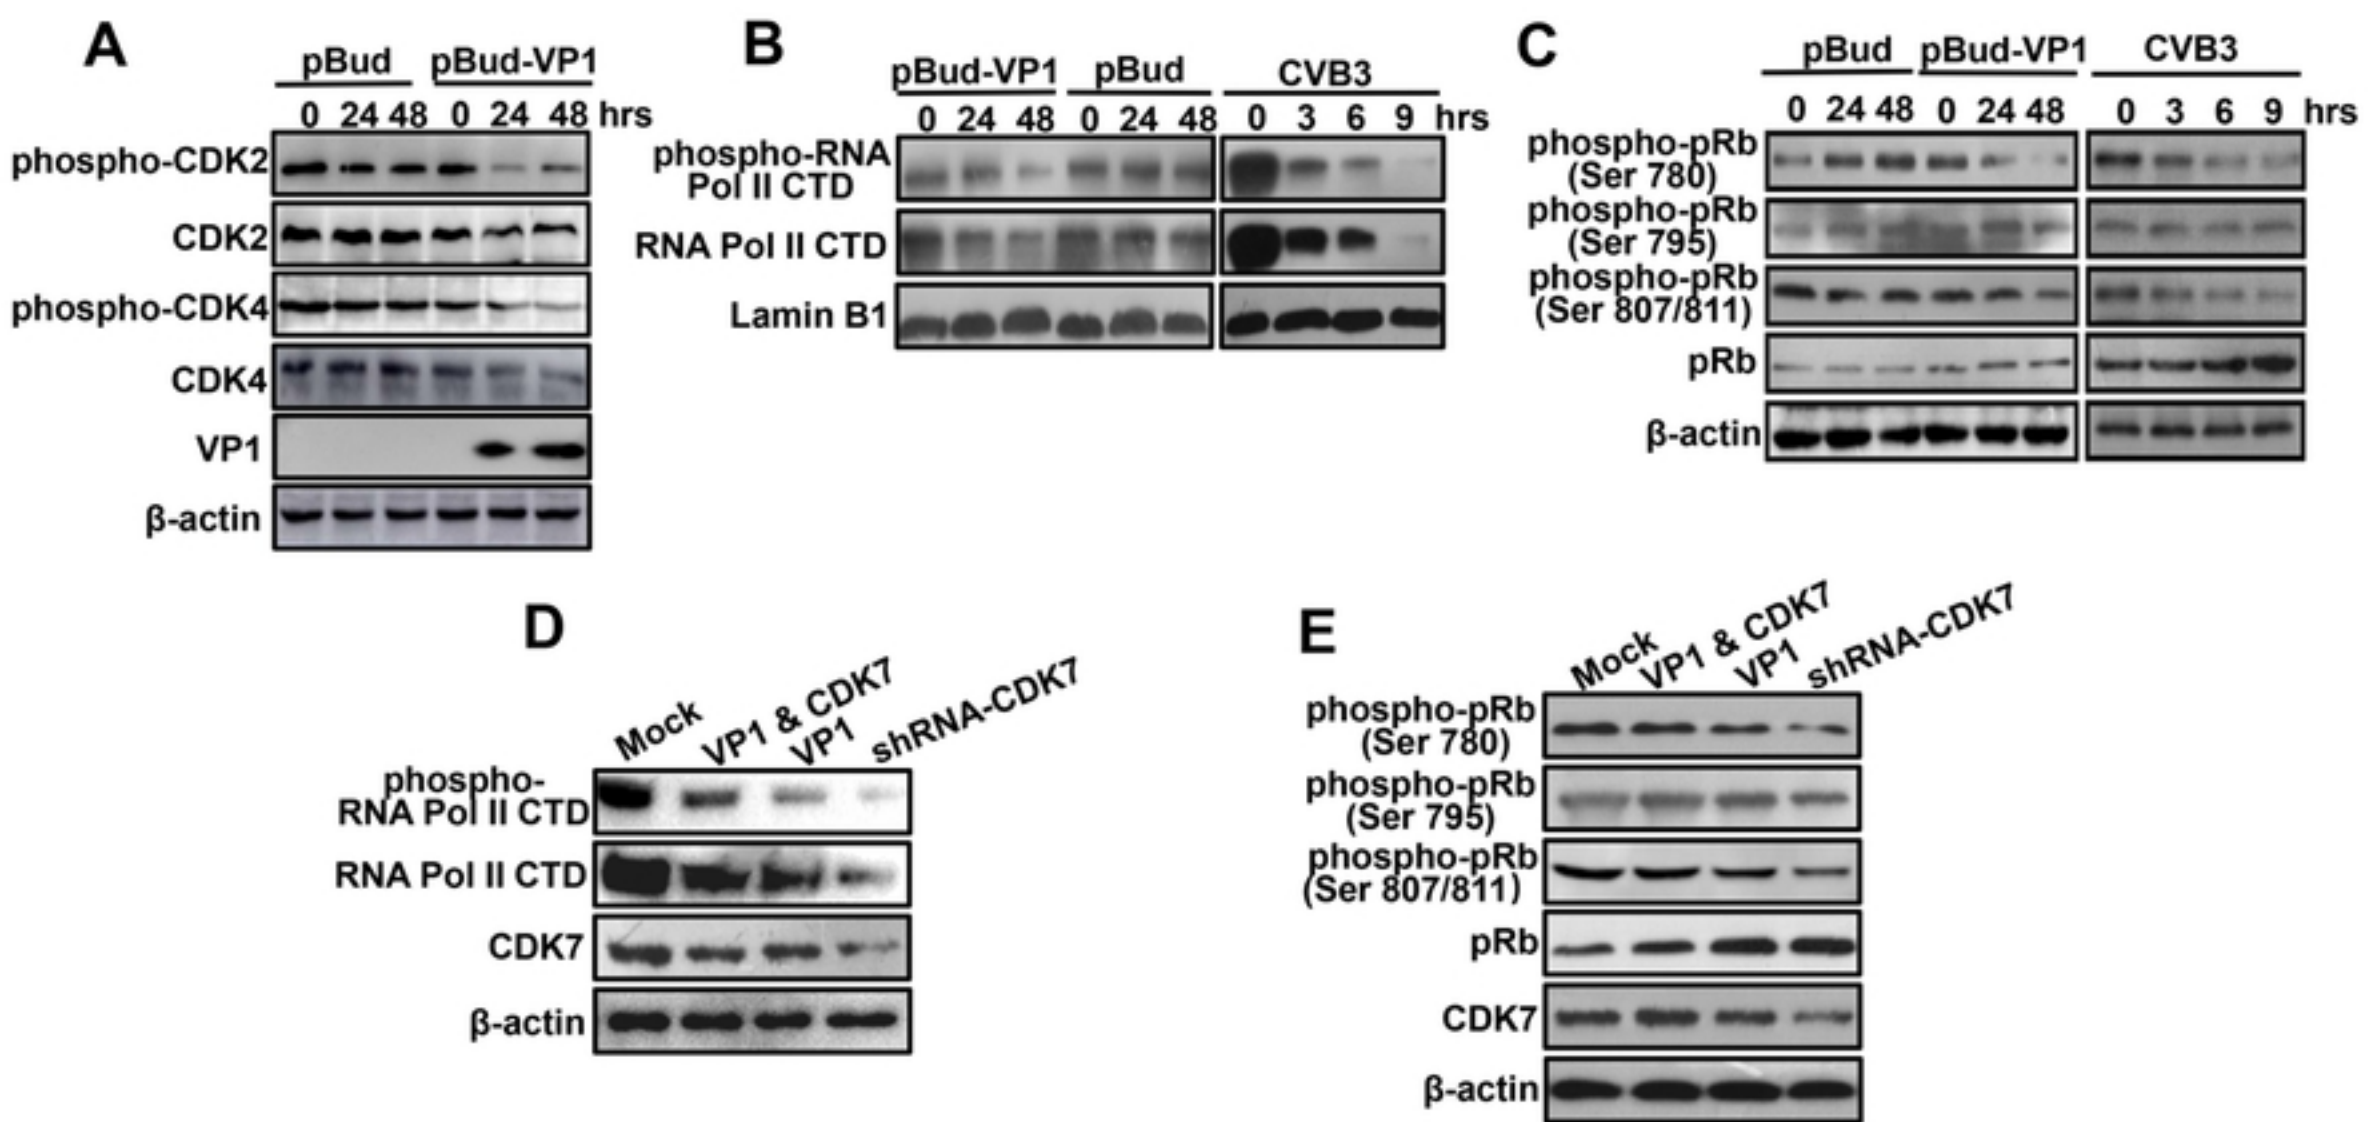 A
pBud pBud-VP1
0 24 48 0 24 48 hrs
phospho-CDK2
CDK2
phospho-CDK4
CDK4
VP1
β-actin
B
pBud-VP1 pBud CVB3
0 24 48 0 24 48 0 3 6 9 hrs
phospho-RNA
Pol II CTD
RNA Pol II CTD
Lamin B1
C
pBud pBud-VP1 CVB3
0 24 48 0 24 48 0 3 6 9 hrs
phospho-pRb
(Ser 780)
phospho-pRb
(Ser 795)
phospho-pRb
(Ser 807/811)
pRb
β-actin
D
Mock VP1 & CDK7 VP1 shRNA-CDK7
phospho-
RNA Pol II CTD
RNA Pol II CTD
CDK7
β-actin
E
Mock VP1 & CDK7 VP1 shRNA-CDK7
phospho-pRb
(Ser 780)
phospho-pRb
(Ser 795)
phospho-pRb
(Ser 807/811)
pRb
CDK7
β-actin